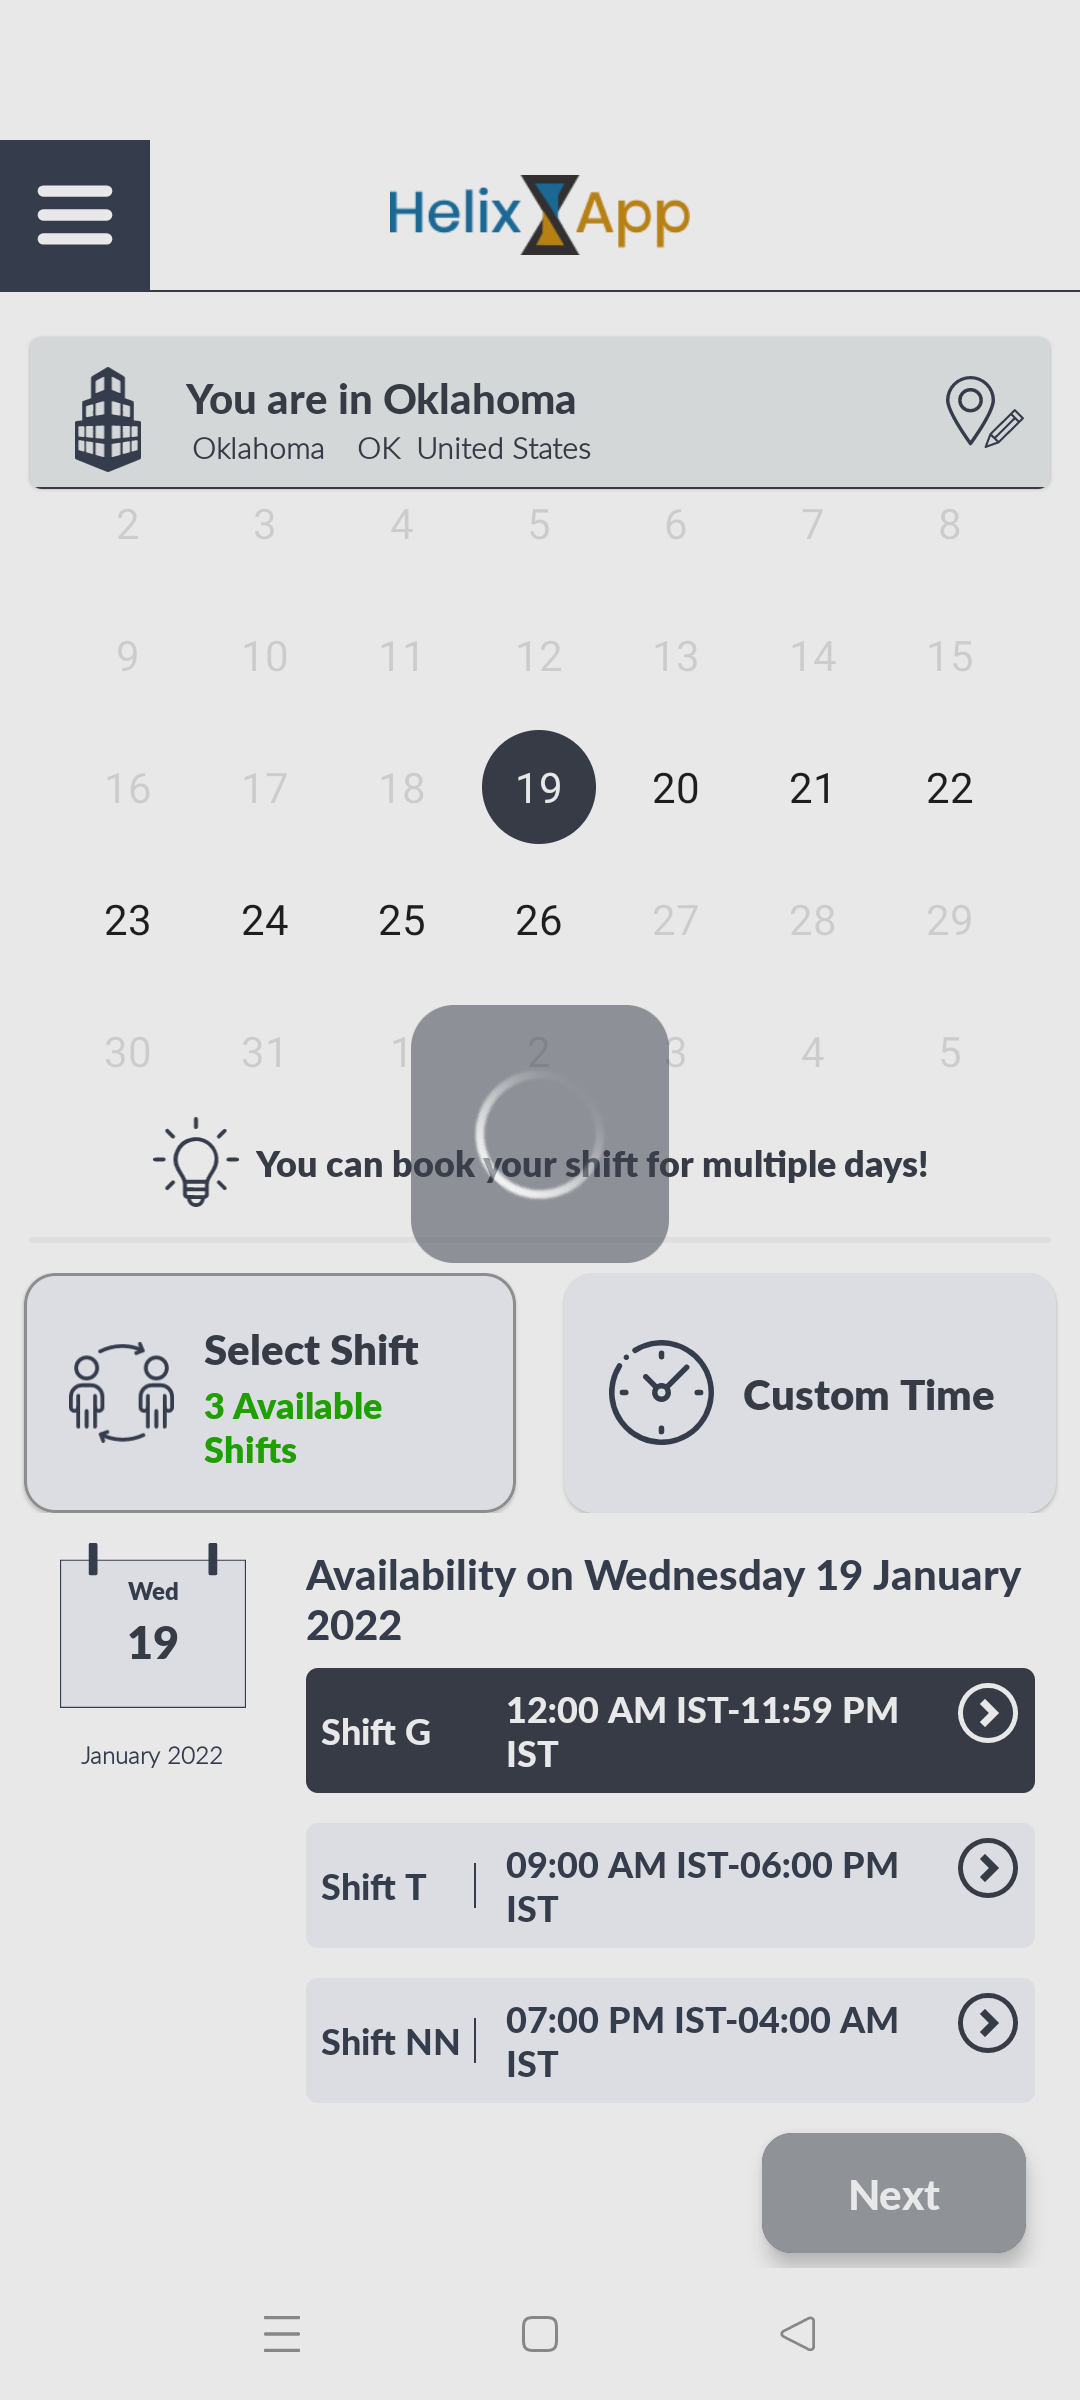 Helix App
You are in Oklahoma
Oklahoma OK United States
2 3 4 5 6 7 8
9 10 11 12 13 14 15
16 17 18 19 20 21 22
23 24 25 26 27 28 29
30 31 1 2 3 4 5
You can book your shift for multiple days!
Select Shift
3 Available
Shifts
Custom Time
Wed
19
January 2022
Availability on Wednesday 19 January
2022
Shift G
12:00 AM IST-11:59 PM
IST
Shift T
09:00 AM IST-06:00 PM
IST
Shift NN
07:00 PM IST-04:00 AM
IST
Next